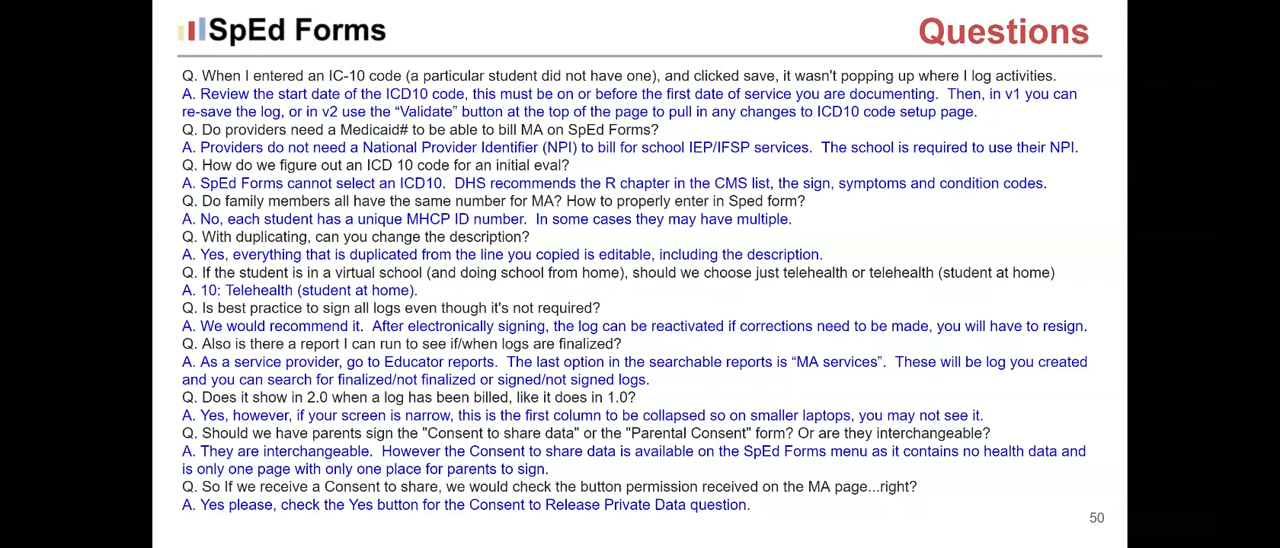 SpEd Forms
Questions
Q. When I entered an IC-10 code (a particular student did not have one), and clicked save, it wasn't popping up where I log activities.
A. Review the start date of the ICD10 code, this must be on or before the first date of service you are documenting. Then, in v1 you can
re-save the log, or in v2 use the “Validate” button at the top of the page to pull in any changes to ICD10 code setup page.
Q. Do providers need a Medicaid# to be able to bill MA on SpEd Forms?
A. Providers do not need a National Provider Identifier (NPI) to bill for school IEP/IFSP services. The school is required to use their NPI.
Q. How do we figure out an ICD 10 code for an initial eval?
A. SpEd Forms cannot select an ICD10. DHS recommends the R chapter in the CMS list, the sign, symptoms and condition codes.
Q. Do family members all have the same number for MA? How to properly enter in Sped form?
A. No, each student has a unique MHCP ID number. In some cases they may have multiple.
Q. With duplicating, can you change the description?
A. Yes, everything that is duplicated from the line you copied is editable, including the description.
Q. If the student is in a virtual school (and doing school from home), should we choose just telehealth or telehealth (student at home)
A. 10: Telehealth (student at home).
Q. Is best practice to sign all logs even though it's not required?
A. We would recommend it. After electronically signing, the log can be reactivated if corrections need to be made, you will have to resign.
Q. Also is there a report I can run to see if/when logs are finalized?
A. As a service provider, go to Educator reports. The last option in the searchable reports is “MA services”. These will be log you created
and you can search for finalized/not finalized or signed/not signed logs.
Q. Does it show in 2.0 when a log has been billed, like it does in 1.0?
A. Yes, however, if your screen is narrow, this is the first column to be collapsed so on smaller laptops, you may not see it.
Q. Should we have parents sign the "Consent to share data" or the "Parental Consent" form? Or are they interchangeable?
A. They are interchangeable. However the Consent to share data is available on the SpEd Forms menu as it contains no health data and
is only one page with only one place for parents to sign.
Q. So If we receive a Consent to share, we would check the button permission received on the MA page...right?
A. Yes please, check the Yes button for the Consent to Release Private Data question.
50